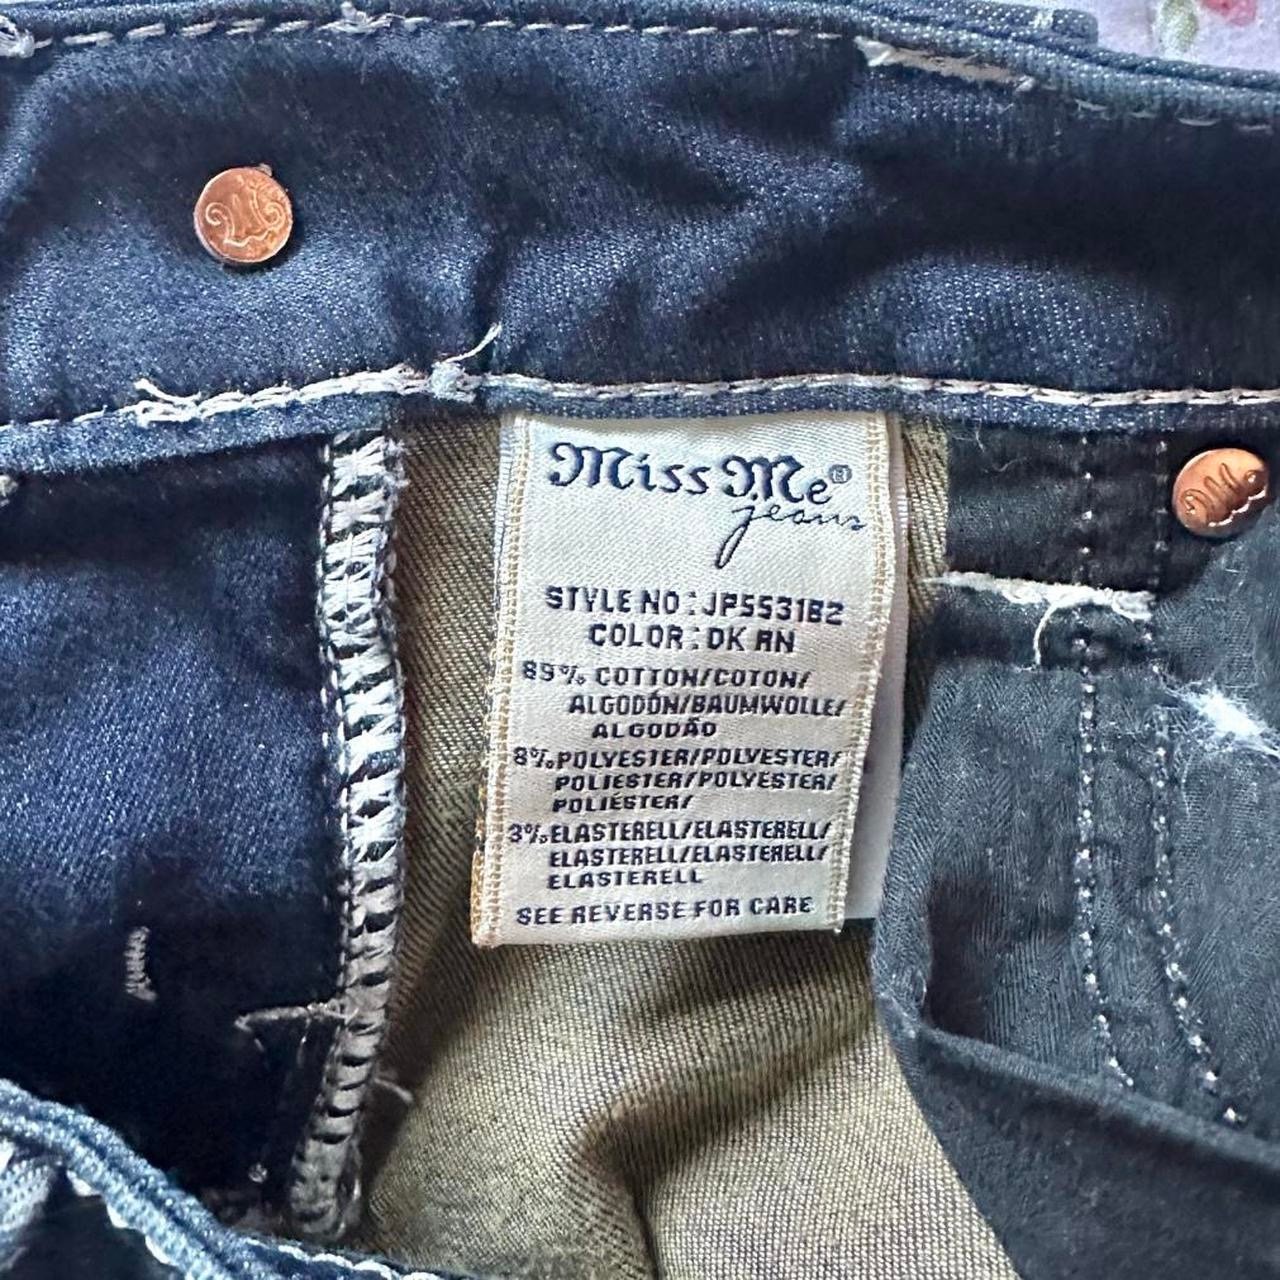 Miss Me®
jeans
STYLE NO : JP5531B2
COLOR : DK AN
89% COTTON/COTON/
ALGODÓN/BAUMWOLLE/
ALGODÃO
8% POLYESTER/POLYESTER/
POLIESTER/POLYESTER/
POLIÉSTER/
3% ELASTERELL/ELASTERELL/
ELASTERELL/ELASTERELL/
ELASTERELL
SEE REVERSE FOR CARE